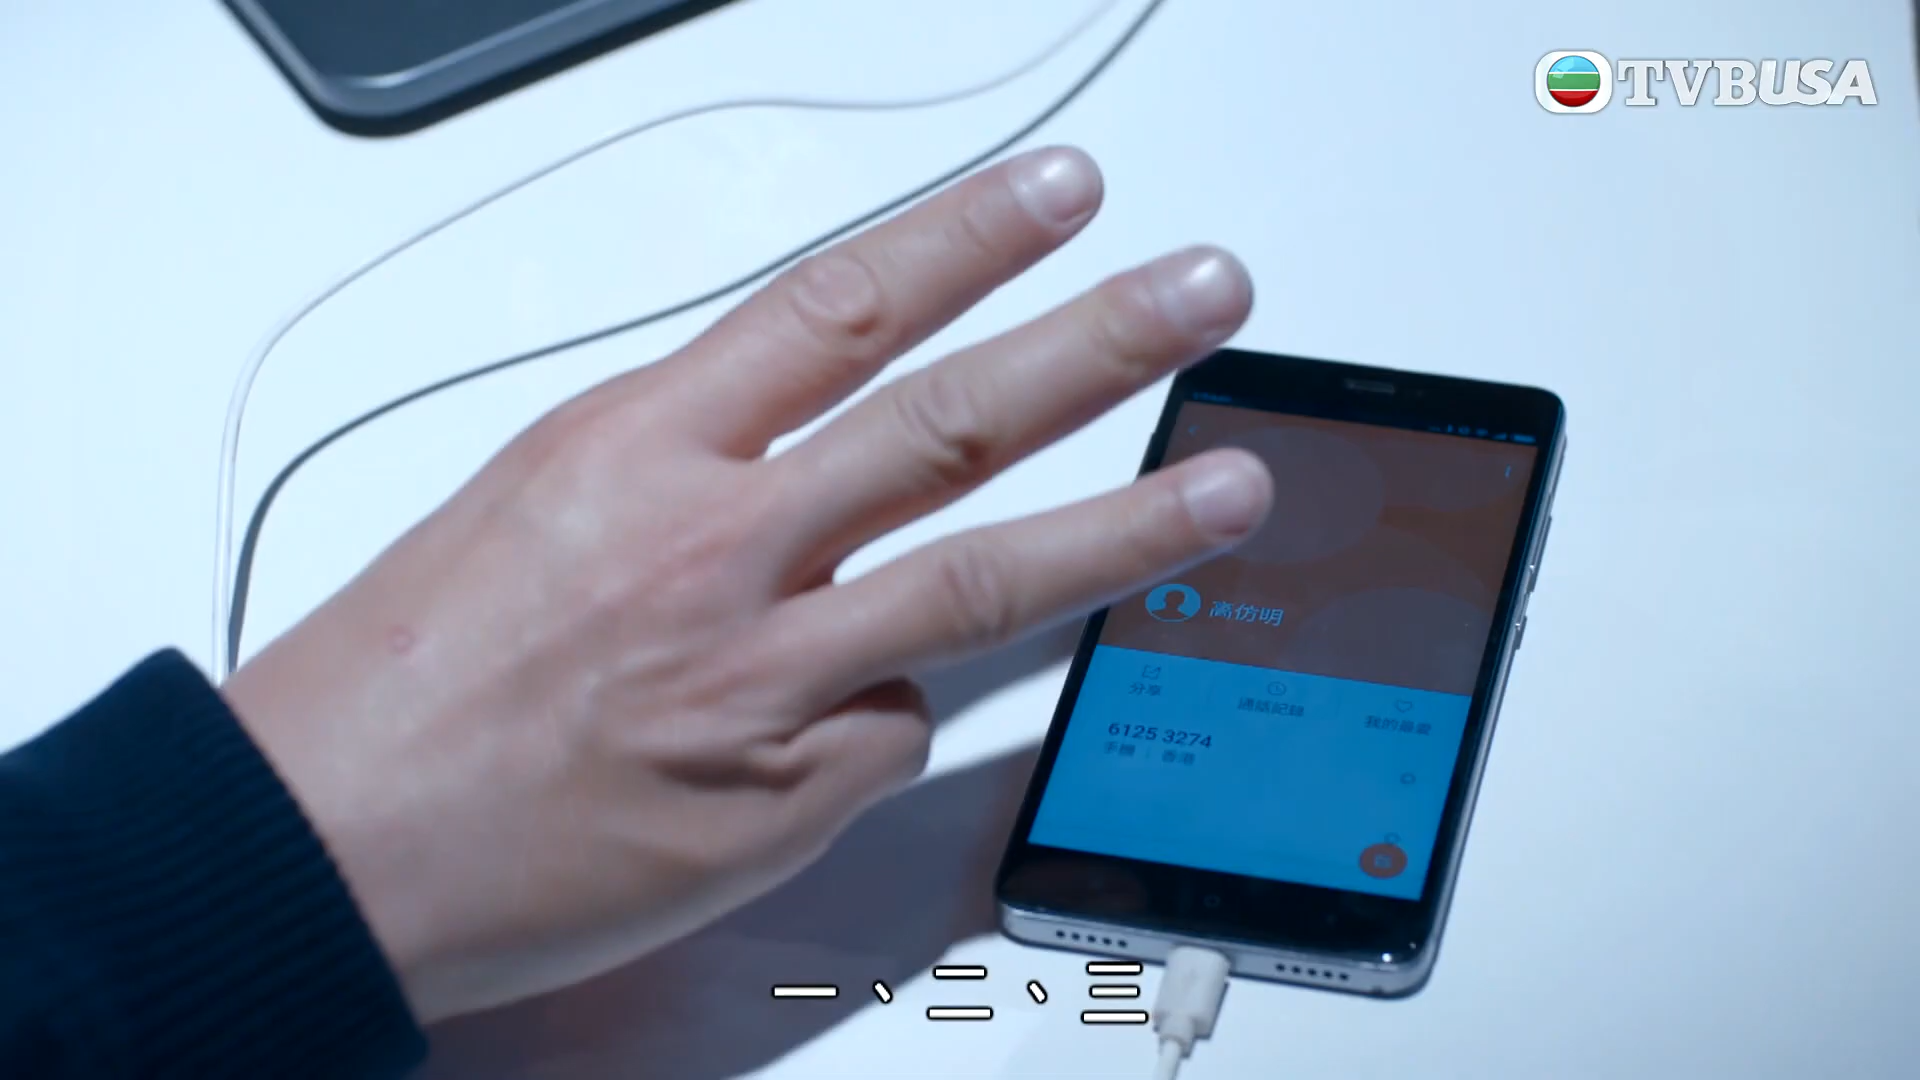 TVBUSA
高仿明
分享
通話記錄
我的最愛
6125 3274
手機 | 香港
一、二、三